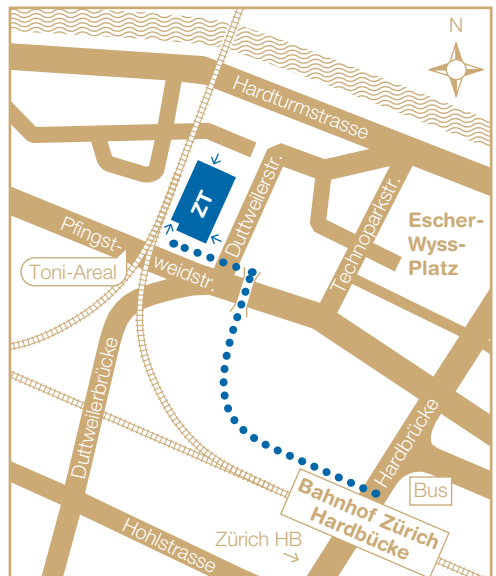 N
Hardturmstrasse
Duttweilerstr.
ZT
Technoparkstr.
Escher-
Wyss-
Platz
Pfingst-
weidstr.
Toni-Areal
Duttweilerbrücke
Hardbrücke
Bus
Bahnhof Zürich
Hardbücke
Hohlstrasse
Zürich HB